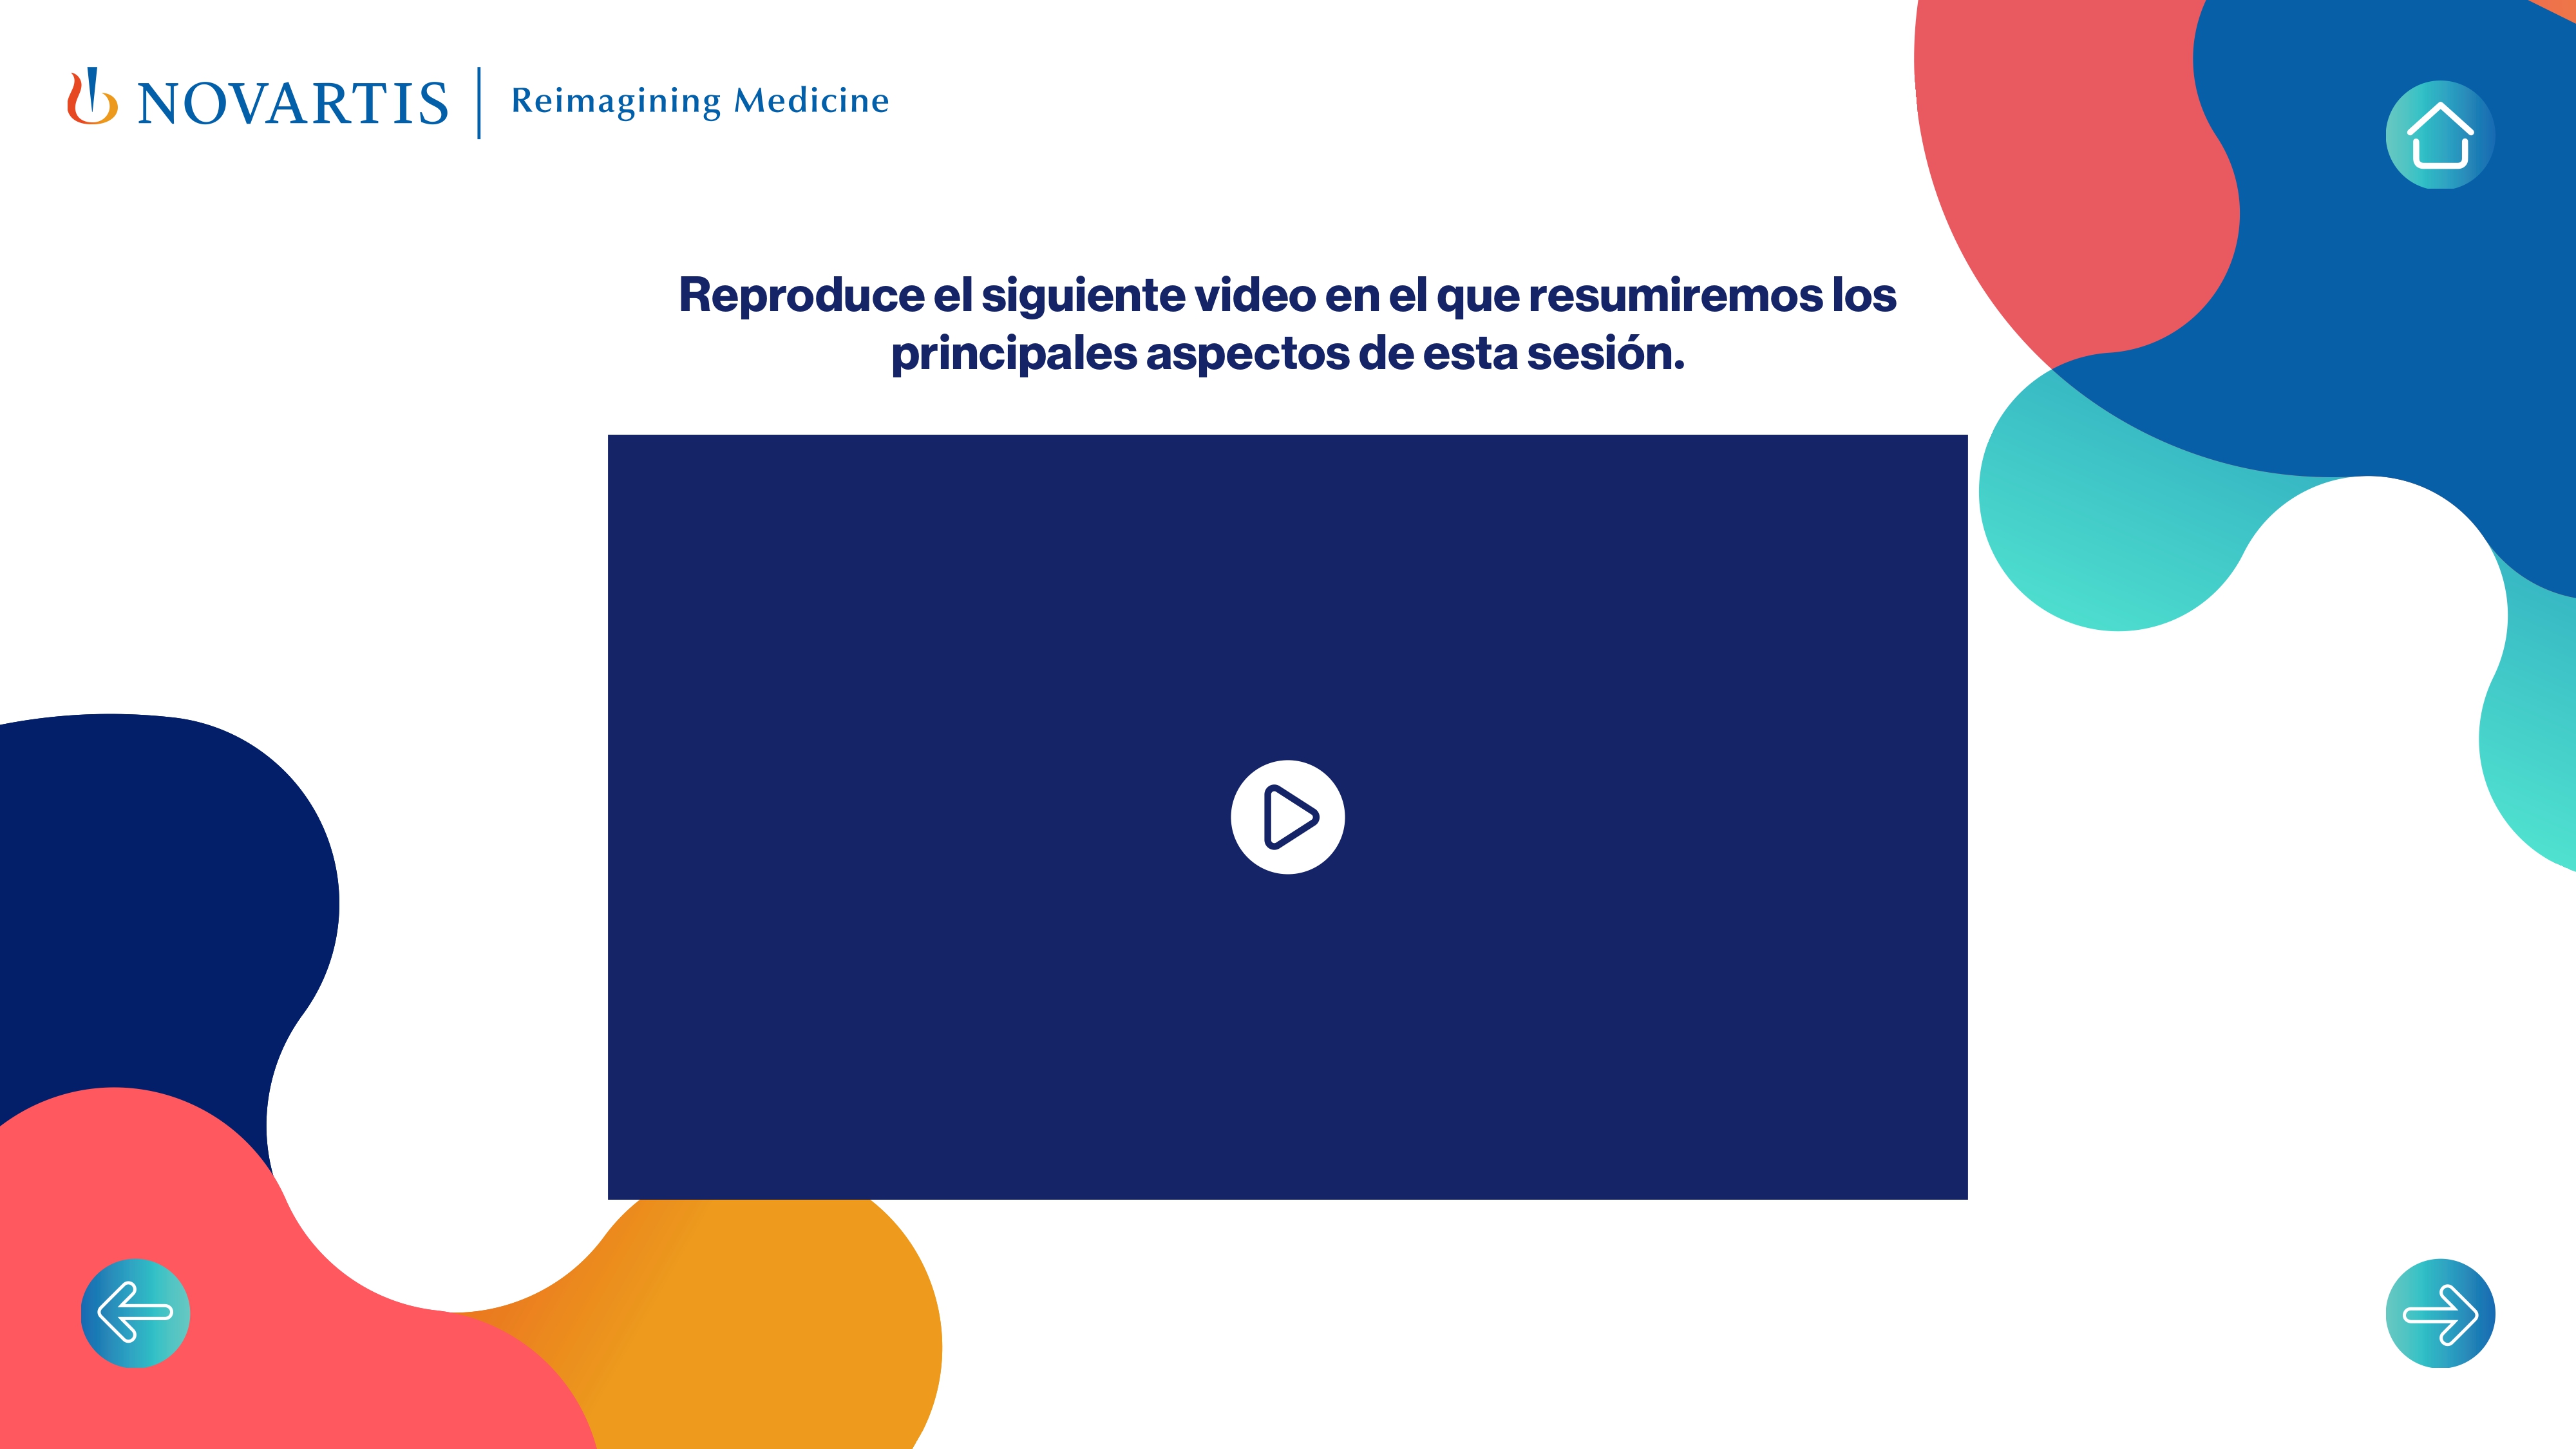 NOVARTIS | Reimagining Medicine
Reproduce el siguiente video en el que resumiremos los
principales aspectos de esta sesión.